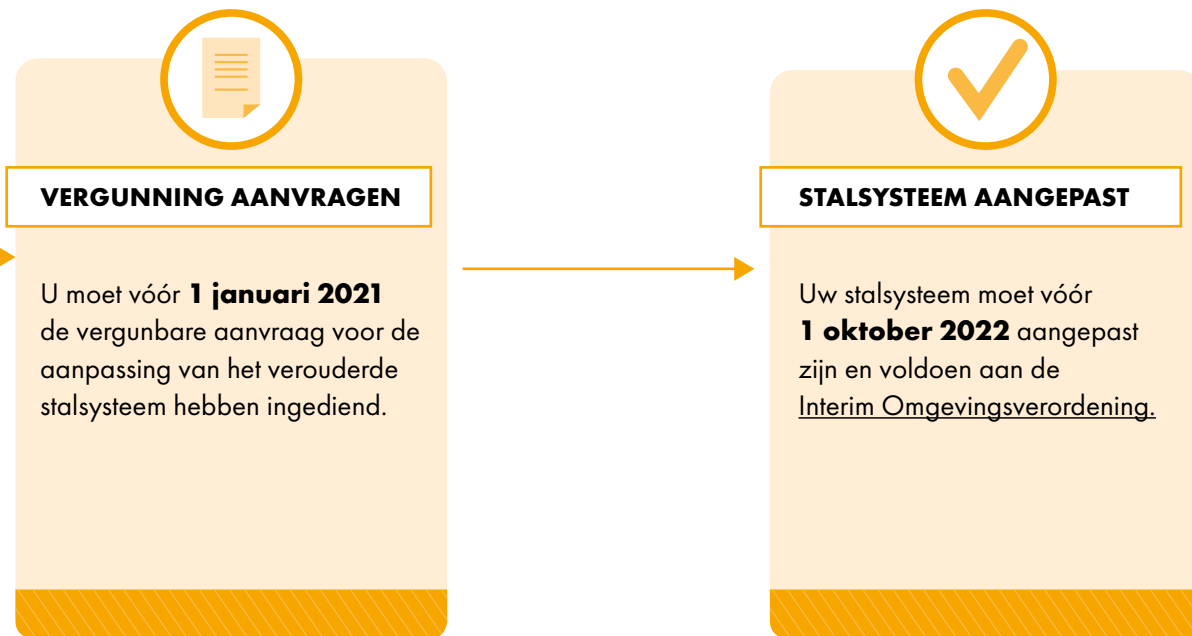 VERGUNNING AANVRAGEN
U moet vóór 1 januari 2021
de vergunbare aanvraag voor de
aanpassing van het verouderde
stalsysteem hebben ingediend.
STALSYSTEEM AANGEPAST
Uw stalsysteem moet vóór
1 oktober 2022 aangepast
zijn en voldoen aan de
Interim Omgevingsverordening.